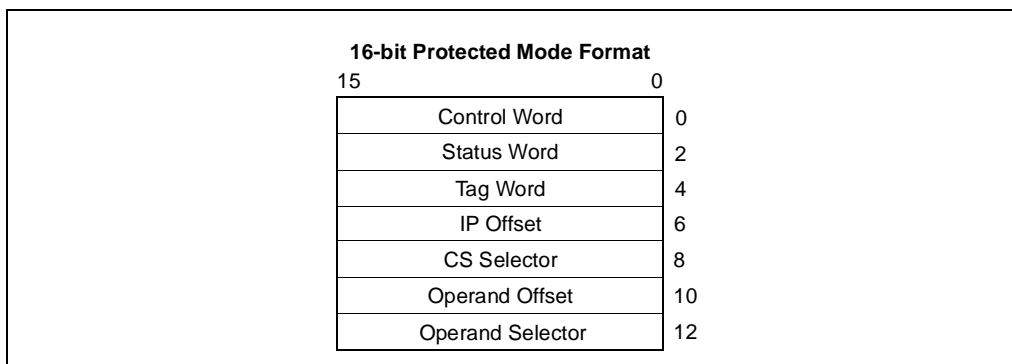 16-bit Protected Mode Format
15 0
Control Word 0
Status Word 2
Tag Word 4
IP Offset 6
CS Selector 8
Operand Offset 10
Operand Selector 12